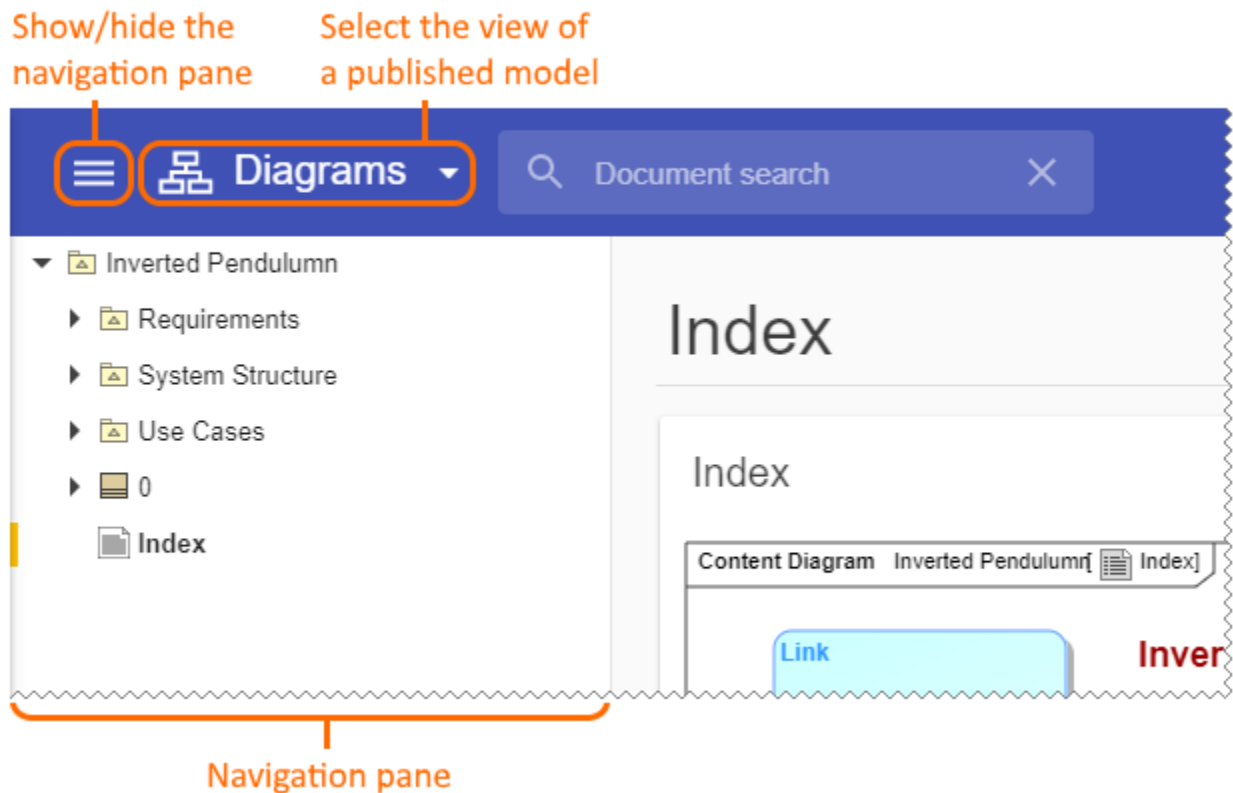 Show/hide the
navigation pane
Select the view of
a published model
Diagrams
Document search
Inverted Pendulumn
Requirements
System Structure
Use Cases
0
Index
Index
Index
Content Diagram Inverted Pendulumn[ Index]
Link
Inver
Navigation pane